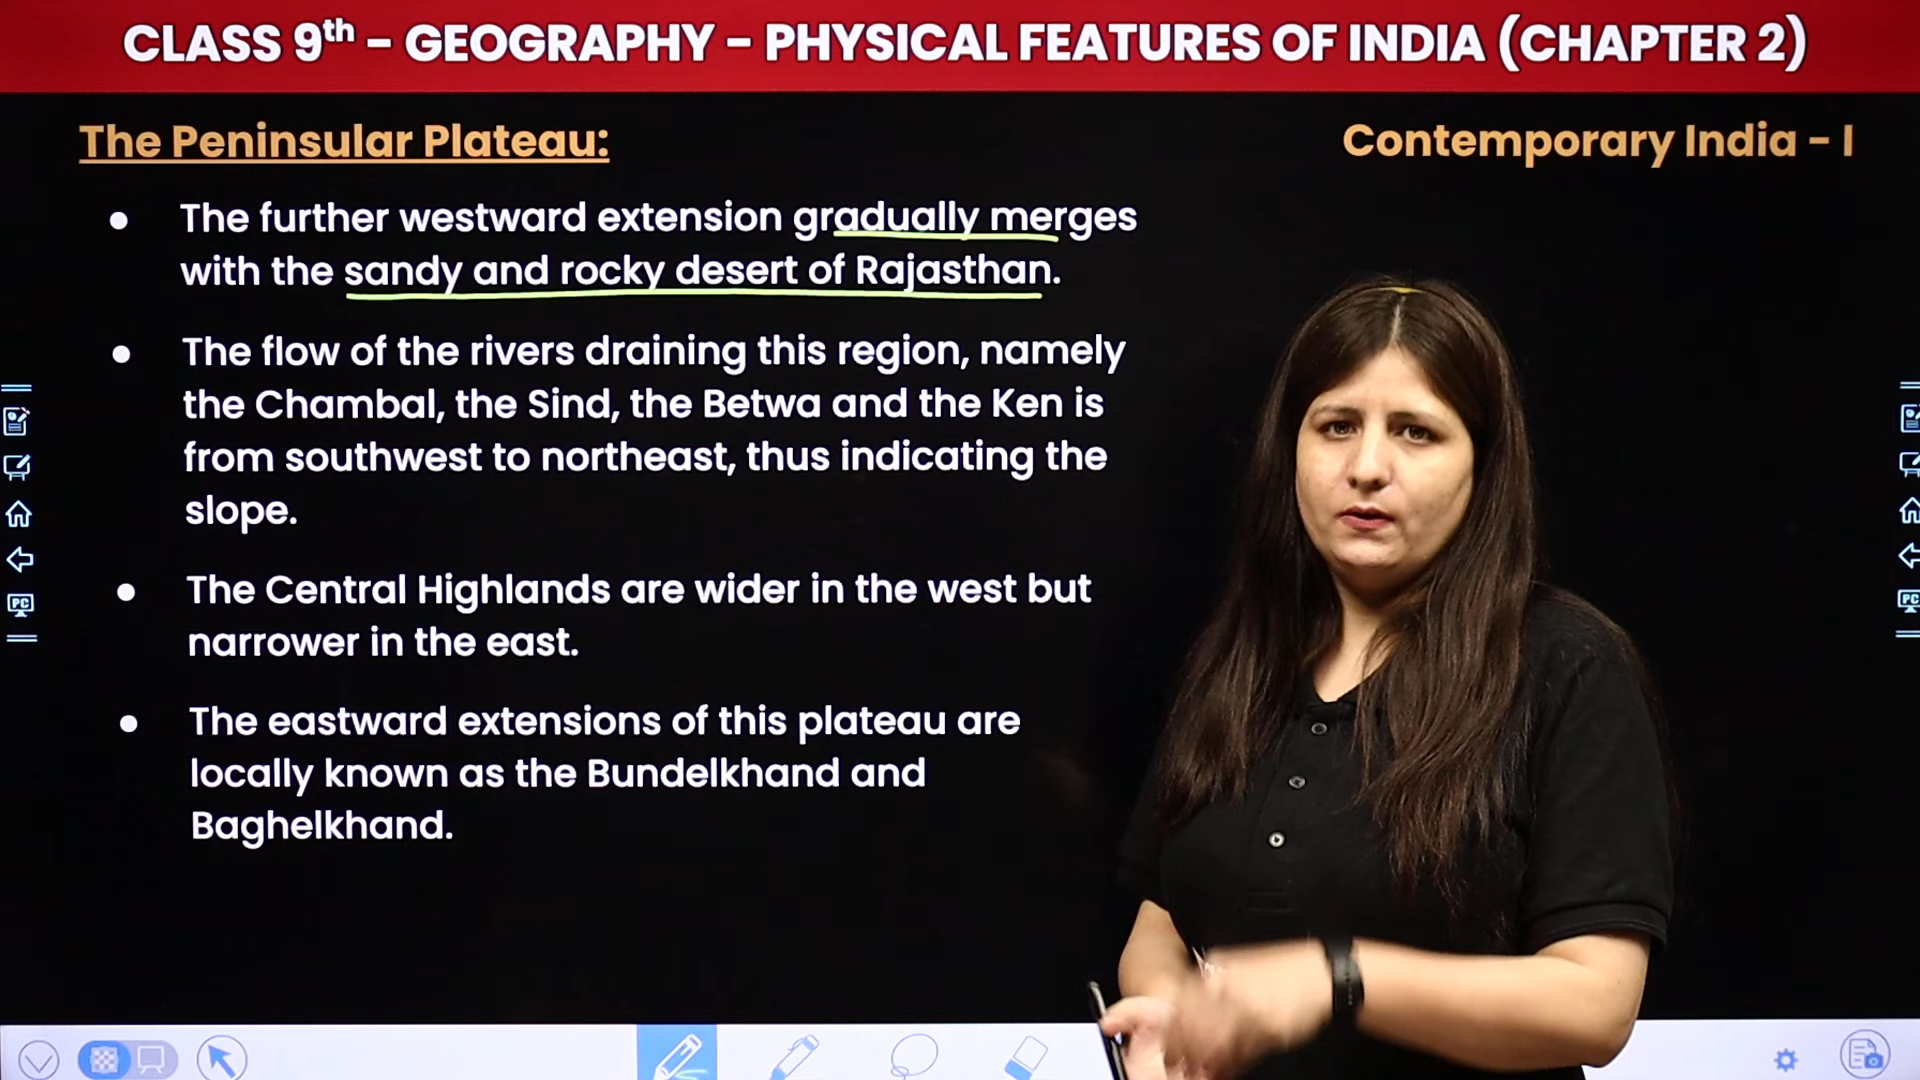 CLASS 9th - GEOGRAPHY - PHYSICAL FEATURES OF INDIA (CHAPTER 2)
The Peninsular Plateau:
Contemporary India - I
● The further westward extension gradually merges
with the sandy and rocky desert of Rajasthan.
● The flow of the rivers draining this region, namely
the Chambal, the Sind, the Betwa and the Ken is
from southwest to northeast, thus indicating the
slope.
● The Central Highlands are wider in the west but
narrower in the east.
● The eastward extensions of this plateau are
locally known as the Bundelkhand and
Baghelkhand.
PC
PC